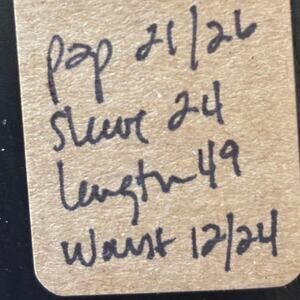 p2p 21/26
Sleeve 24
length 49
Waist 12/24